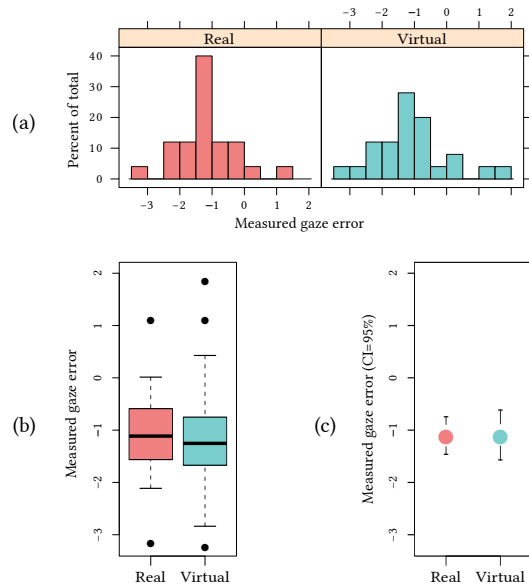 −3 −2 −1 0 1 2
Real Virtual
(a)
Percent of total
40
30
20
10
0
−3 −2 −1 0 1 2
Measured gaze error
(b)
Measured gaze error
2
1
0
−1
−2
−3
Real Virtual
(c)
Measured gaze error (CI=95%)
2
1
0
−1
−2
−3
Real Virtual